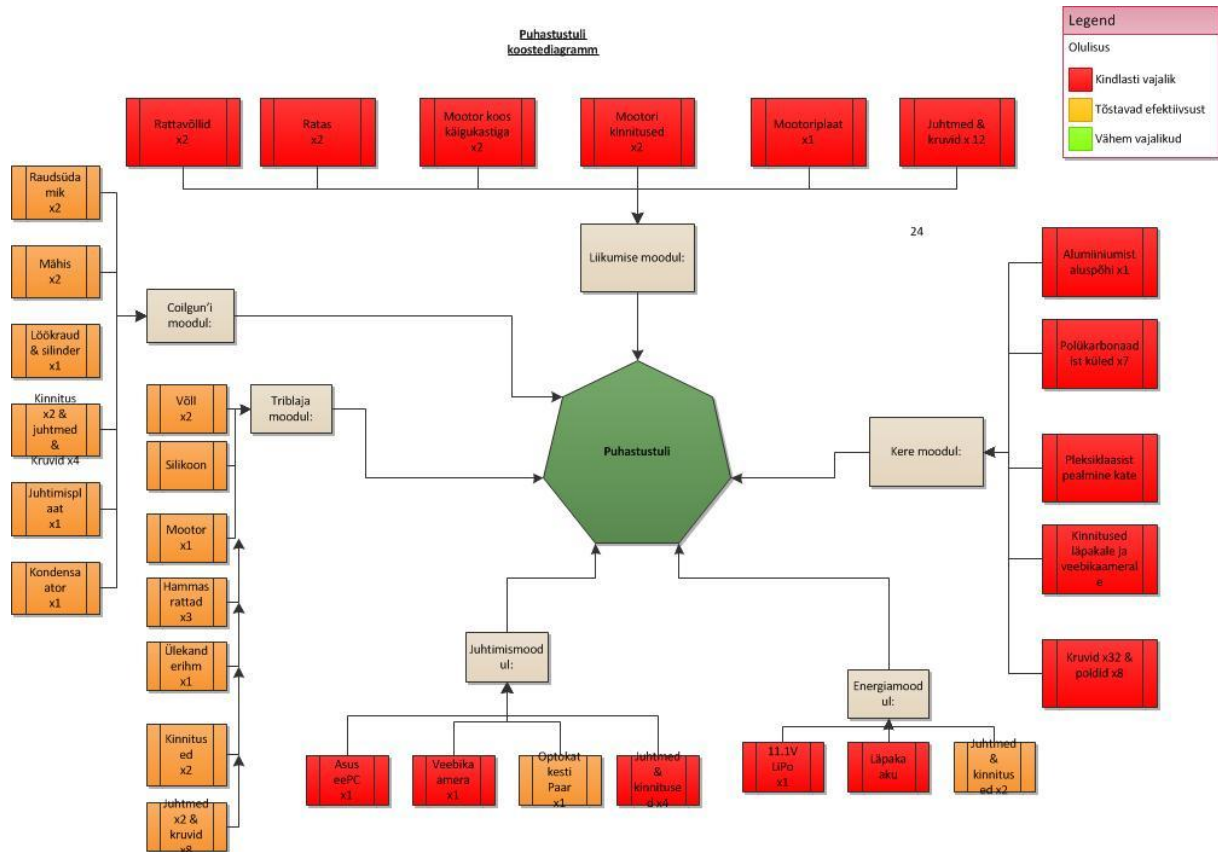 Puhastustuli
koostediagramm
Legend
Olulisus
Kindlasti vajalik
Tõstavad efektiivsust
Vähem vajalikud
Rattavõllid
x2
Ratas
x2
Mootor koos
käigukastiga
x2
Mootori
kinnitused
x2
Mootoriplaat
x1
Juhtmed &
kruvid x 12
Raudsüda
mik
x2
Mähis
x2
Löökraud
& silinder
x1
Kinnitus
x2 &
juhtmed
&
Kruvid x4
Juhtimispl
aat
x1
Kondensa
ator
x1
Coilgun'i
moodul:
Liikumise moodul:
24
Võll
x2
Silikoon
Mootor
x1
Hammas
rattad
x3
Ülekand
erihm
x1
Kinnitus
ed
x2
Juhtmed
x2 &
kruvid
x8
Triblaja
moodul:
Puhastustuli
Kere moodul:
Alumiiniumist
aluspõhi x1
Polükarbonaad
ist küled x7
Pleksiklaasist
pealmine kate
Kinnitused
läpakale ja
veebikaameral
e
Kruvid x32 &
poldid x8
Juhtimismood
ul:
Asus
eePC
x1
Veebika
amera
x1
Optokat
kesti
Paar
x1
Juhtmed
&
kinnituse
d x4
Energiamood
ul:
11.1V
LiPo
x1
Läpaka
aku
Juhtmed
&
kinnitus
ed x2